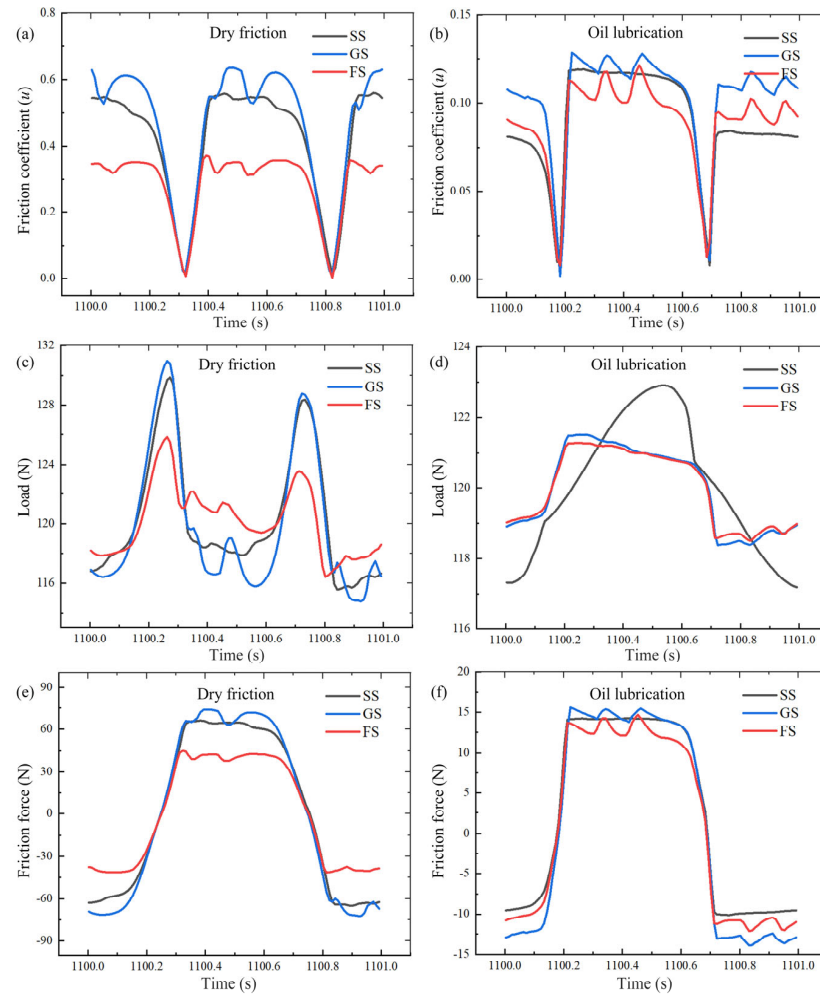 (a)
Dry friction
SS
GS
FS
Friction coefficient (u)
0.8
0.6
0.4
0.2
0.0
1100.0 1100.2 1100.4 1100.6 1100.8 1101.0
Time (s)
(b)
Oil lubrication
SS
GS
FS
Friction coefficient (u)
0.15
0.10
0.05
0.00
1100.0 1100.2 1100.4 1100.6 1100.8 1101.0
Time (s)
(c)
Dry friction
SS
GS
FS
Load (N)
132
128
124
120
116
1100.0 1100.2 1100.4 1100.6 1100.8 1101.0
Time (s)
(d)
Oil lubrication
SS
GS
FS
Load (N)
124
122
120
118
116
1100.0 1100.2 1100.4 1100.6 1100.8 1101.0
Time (s)
(e)
Dry friction
SS
GS
FS
Friction force (N)
90
60
30
0
-30
-60
-90
1100.0 1100.2 1100.4 1100.6 1100.8 1101.0
Time (s)
(f)
Oil lubrication
SS
GS
FS
Friction force (N)
20
15
10
5
0
-5
-10
-15
-25
1100.0 1100.2 1100.4 1100.6 1100.8 1101.0
Time (s)